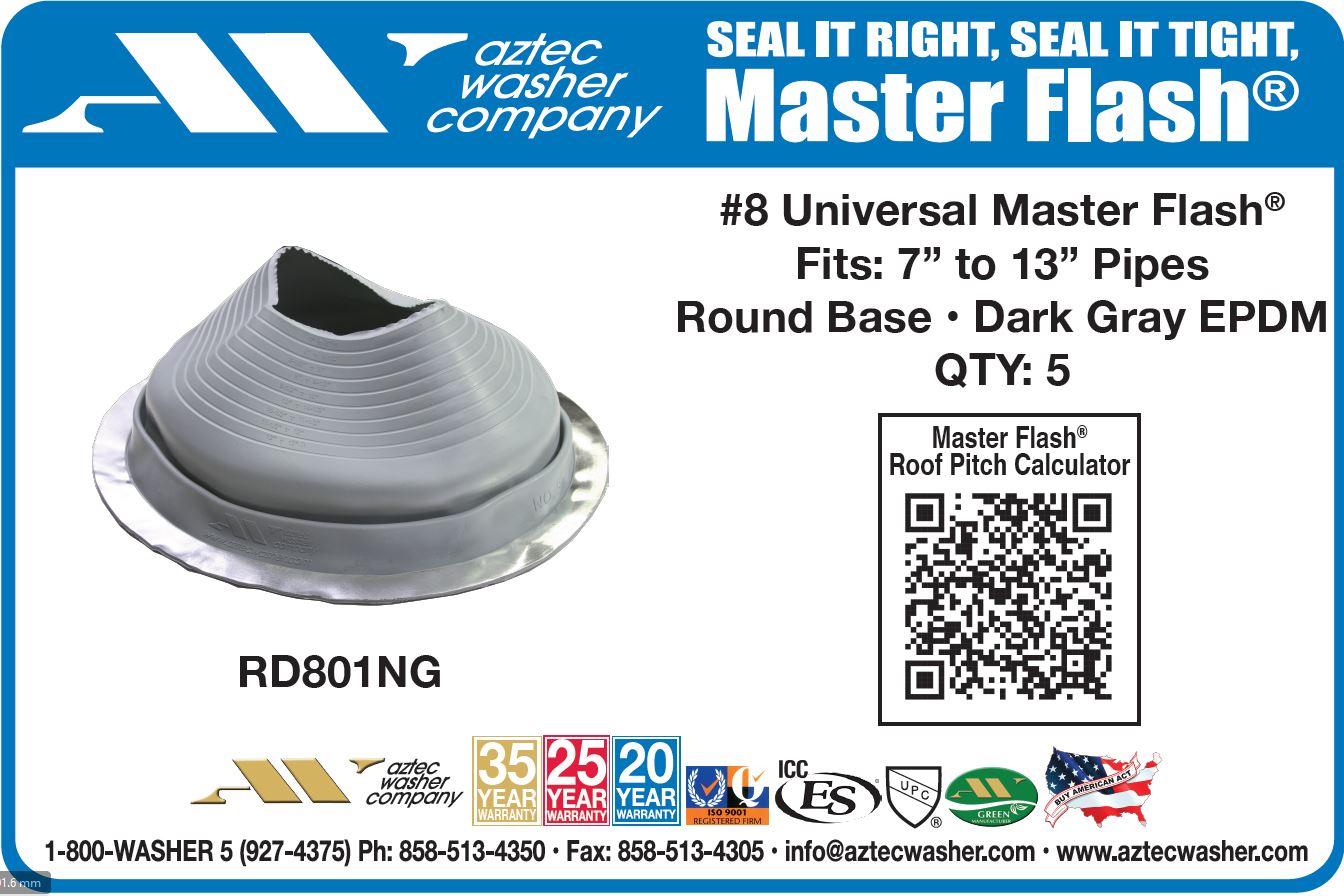 aztec
washer
company
SEAL IT RIGHT, SEAL IT TIGHT,
Master Flash®
#8 Universal Master Flash®
Fits: 7” to 13” Pipes
Round Base • Dark Gray EPDM
QTY: 5
Master Flash®
Roof Pitch Calculator
RD801NG
aztec
washer
company
35
YEAR
WARRANTY
25
YEAR
WARRANTY
20
YEAR
WARRANTY
ISO 9001
REGISTERED FIRM
ICC
ES
UPC
®
GREEN
MANUFACTURER
BUY AMERICAN ACT
1-800-WASHER 5 (927-4375) Ph: 858-513-4350 • Fax: 858-513-4305 • info@aztecwasher.com • www.aztecwasher.com